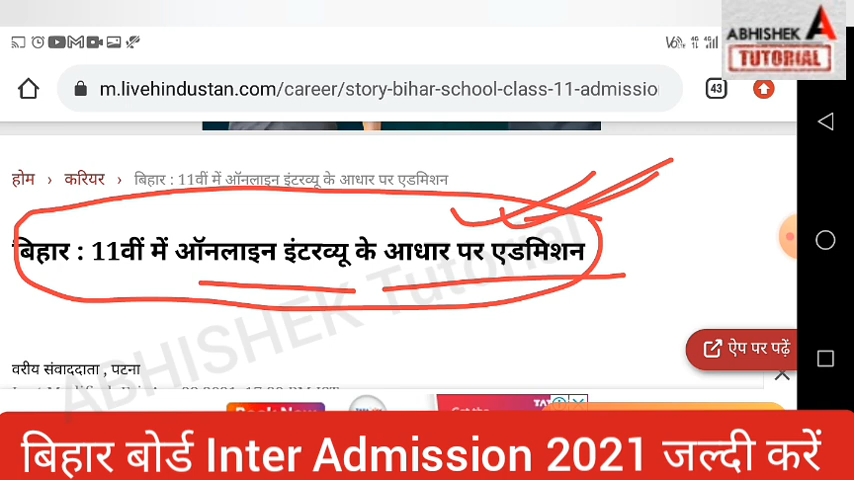 ABHISHEK A
TUTORIAL
m.livehindustan.com/career/story-bihar-school-class-11-admissio
43
होम › करियर › बिहार : 11वीं में ऑनलाइन इंटरव्यू के आधार पर एडमिशन
बिहार : 11वीं में ऑनलाइन इंटरव्यू के आधार पर एडमिशन
ABHISHEK Tutorial
ऐप पर पढ़ें
वरीय संवाददाता , पटना
बिहार बोर्ड Inter Admission 2021 जल्दी करें